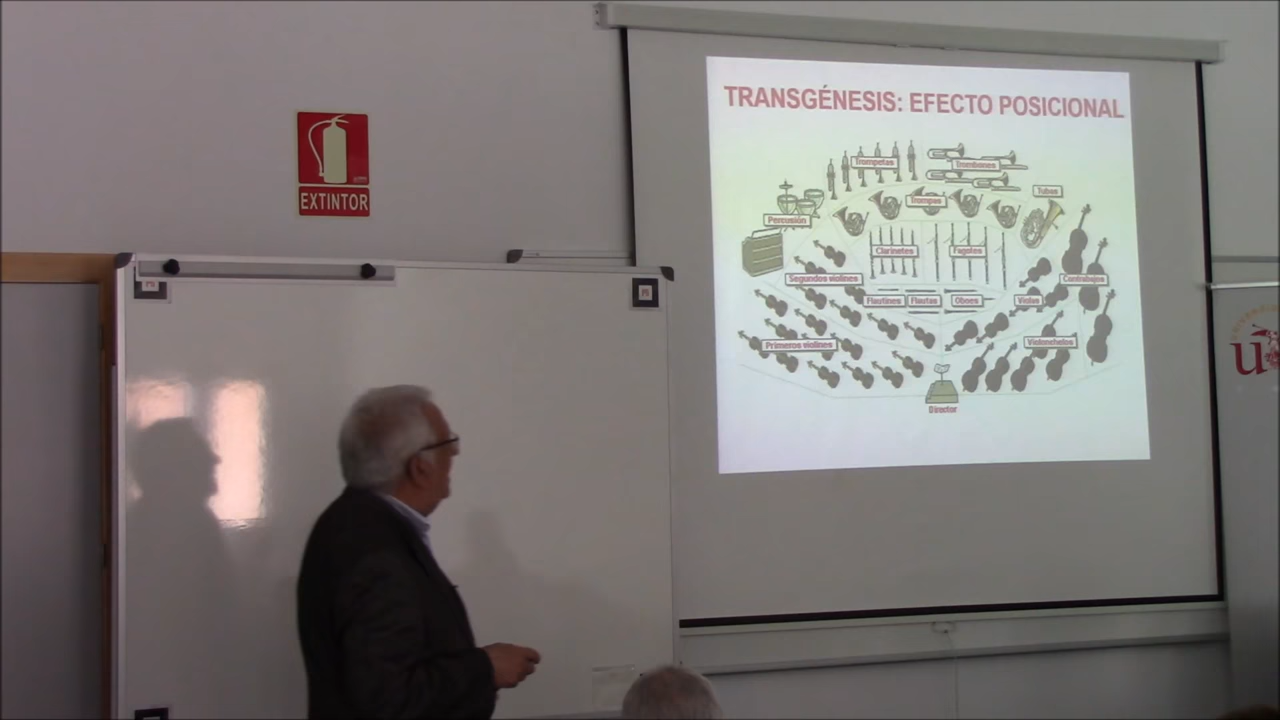 TRANSGÉNESIS: EFECTO POSICIONAL
EXTINTOR
Trompetas
Trombones
Trompas
Tubas
Percusión
Clarinetes
Fagotes
Segundos violines
Contrabajos
Flautines
Flautas
Oboes
Violas
Primeros violines
Violonchelos
Director